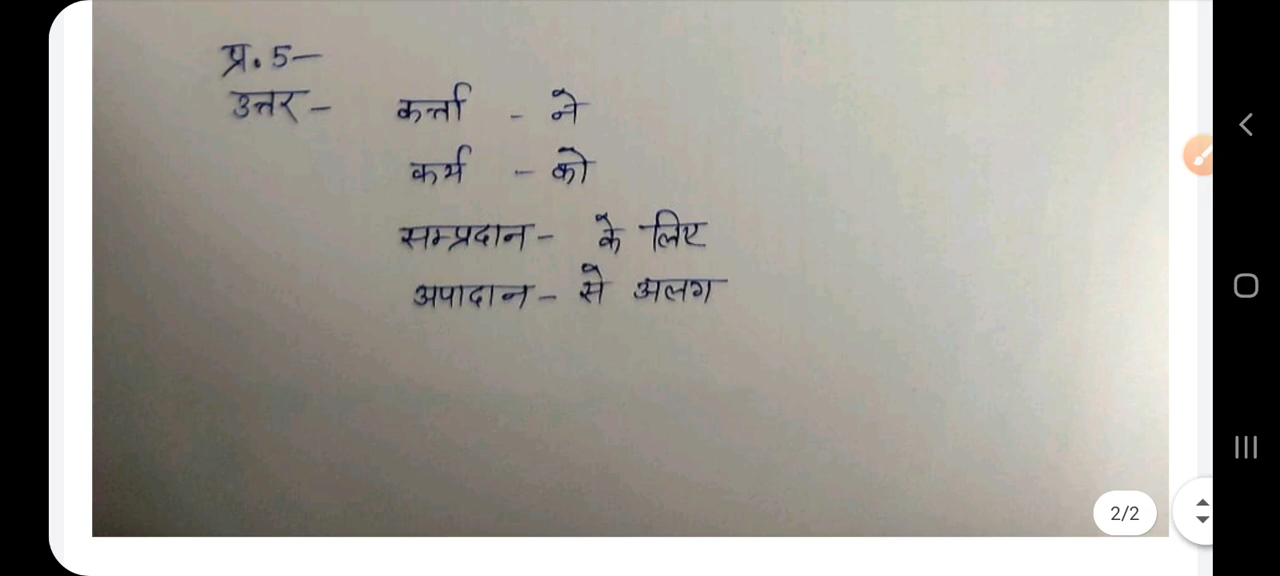 प्र. 5-
उत्तर - कर्त्ता - ने
कर्म - को
सम्प्रदान - के लिए
अपादान - से अलग
2/2